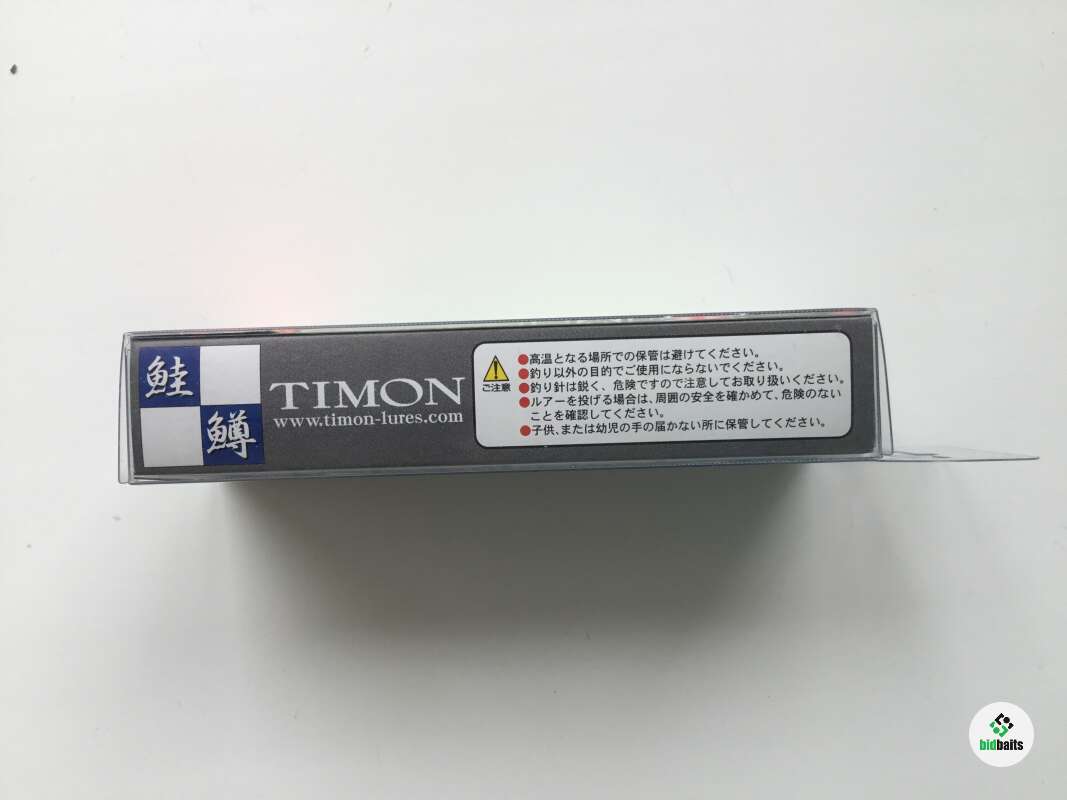 鮭
鱒
TIMON
www.timon-lures.com
ご注意
●高温となる場所での保管は避けてください。
●釣り以外の目的でご使用にならないでください。
●釣り針は鋭く、危険ですので注意してお取り扱いください。
●ルアーを投げる場合は、周囲の安全を確かめて、危険のない
ことを確認してください。
●子供、または幼児の手の届かない所に保管してください。
bidbaits